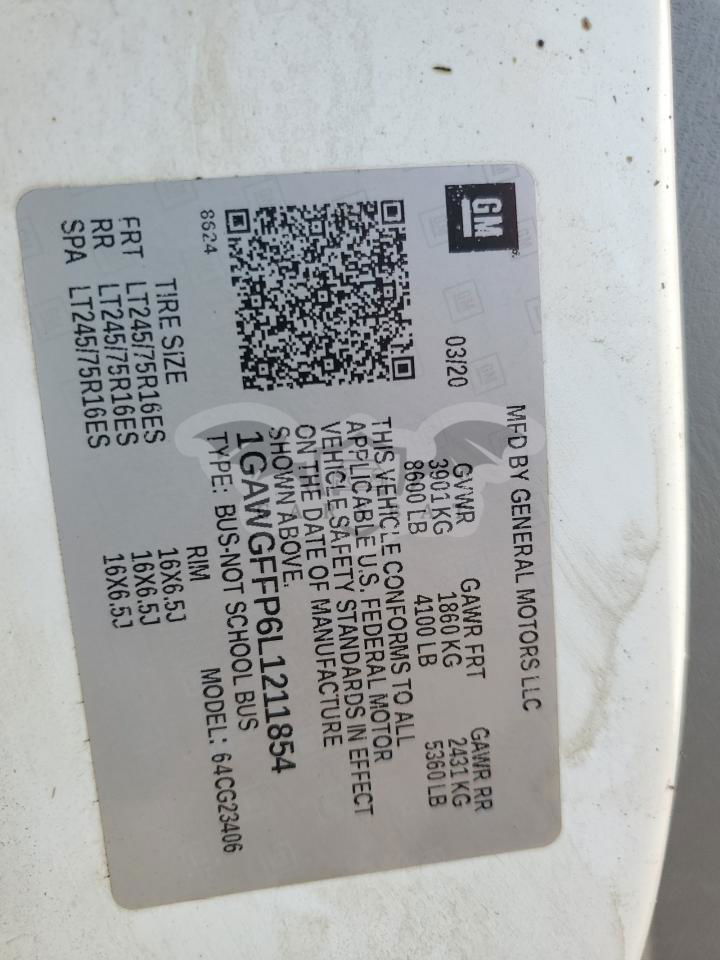 GM
MFD BY GENERAL MOTORS LLC
03/20 GVWR GAWR FRT GAWR RR
3901 KG 1860 KG 2431 KG
8600 LB 4100 LB 5360 LB
THIS VEHICLE CONFORMS TO ALL
APPLICABLE U.S. FEDERAL MOTOR
VEHICLE SAFETY STANDARDS IN EFFECT
ON THE DATE OF MANUFACTURE
SHOWN ABOVE.
1GAWGFFP6L1211854
TYPE: BUS-NOT SCHOOL BUS
MODEL: 64CG23406
8624
TIRE SIZE RIM
FRT LT245/75R16ES 16X6.5J
RR LT245/75R16ES 16X6.5J
SPA LT245/75R16ES 16X6.5J